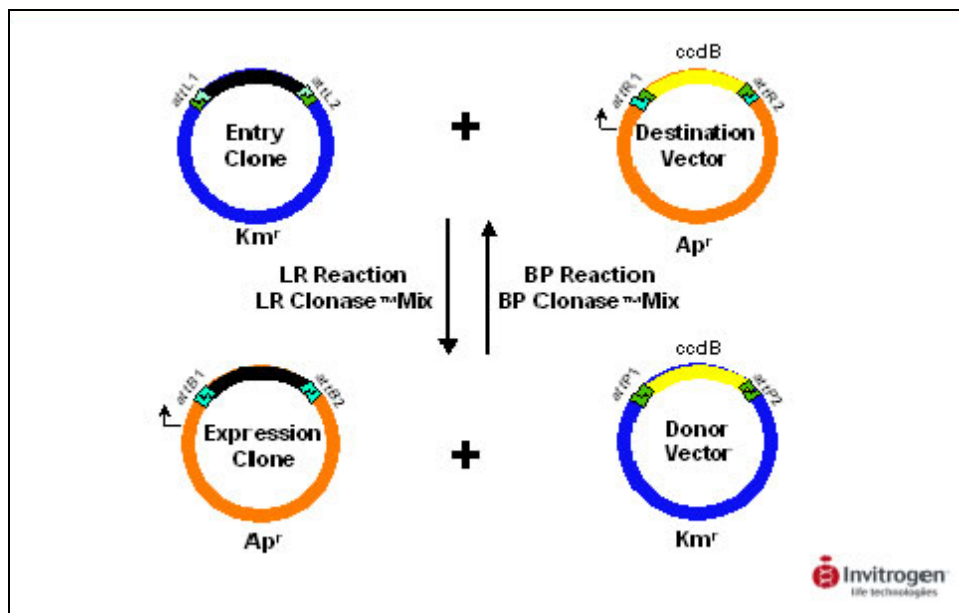 ccdB
attL1
attL2
attR1
attR2
Entry
Clone
+
Destination
Vector
Kmʳ
Apʳ
LR Reaction
LR Clonase™Mix
BP Reaction
BP Clonase™Mix
ccdB
attB1
attB2
attP1
attP2
Expression
Clone
+
Donor
Vector
Apʳ
Kmʳ
Invitrogen™
life technologies